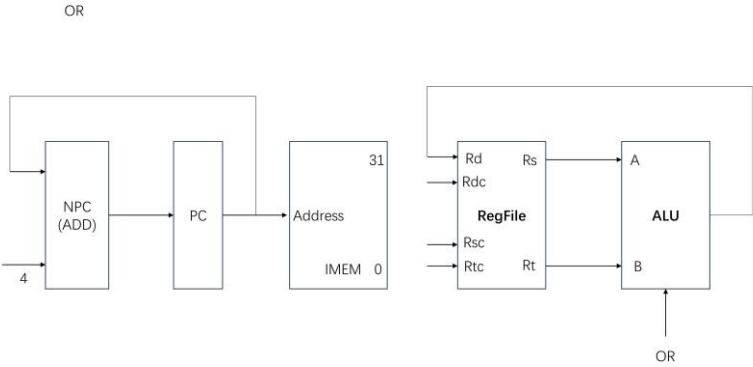 OR
31
Rd
Rs
A
Rdc
NPC
(ADD)
PC
Address
RegFile
ALU
Rsc
4
IMEM 0
Rtc
Rt
B
OR